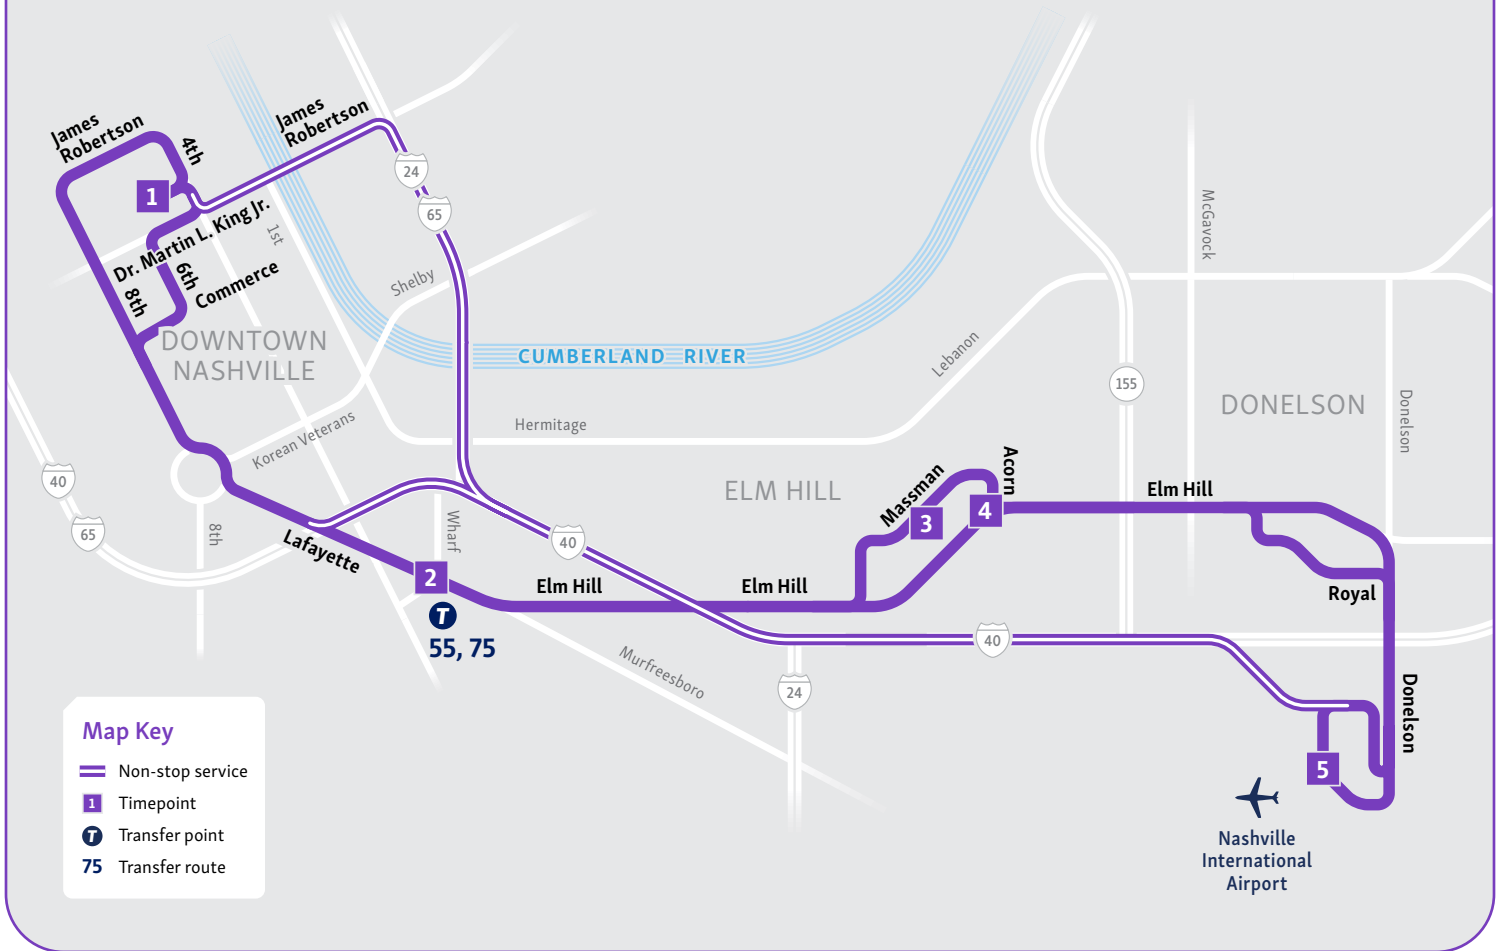 James
Robertson
4th
James
Robertson
24
65
1
Dr. Martin L. King Jr.
1st
6th
8th
Commerce
Shelby
McGavock
DOWNTOWN
NASHVILLE
CUMBERLAND RIVER
Lebanon
155
DONELSON
Donelson
Korean Veterans
Hermitage
40
65
8th
Lafayette
Wharf
ELM HILL
Massman
Acorn
3
4
Elm Hill
40
2
Elm Hill
Elm Hill
Royal
T
55, 75
Murfreesboro
24
40
Donelson
5
Nashville
International
Airport
Map Key
Non-stop service
1 Timepoint
T Transfer point
75 Transfer route